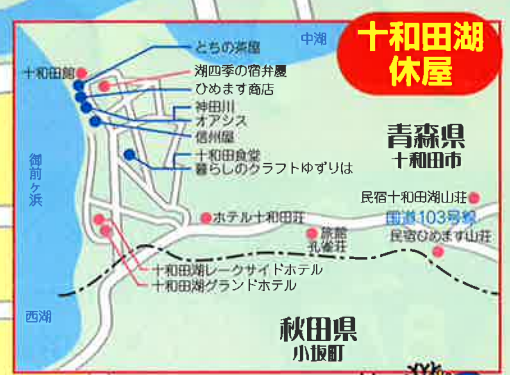 十和田湖
休屋
中湖
とちの茶屋
十和田館
湖四季の宿弁慶
ひめます商店
神田川
オアシス
信州屋
十和田食堂
暮らしのクラフトゆずりは
青森県
十和田市
御前ヶ浜
民宿十和田湖山荘
国道103号線
ホテル十和田荘
旅館
孔雀荘
民宿ひめます山荘
十和田湖レークサイドホテル
十和田湖グランドホテル
西湖
秋田県
小坂町